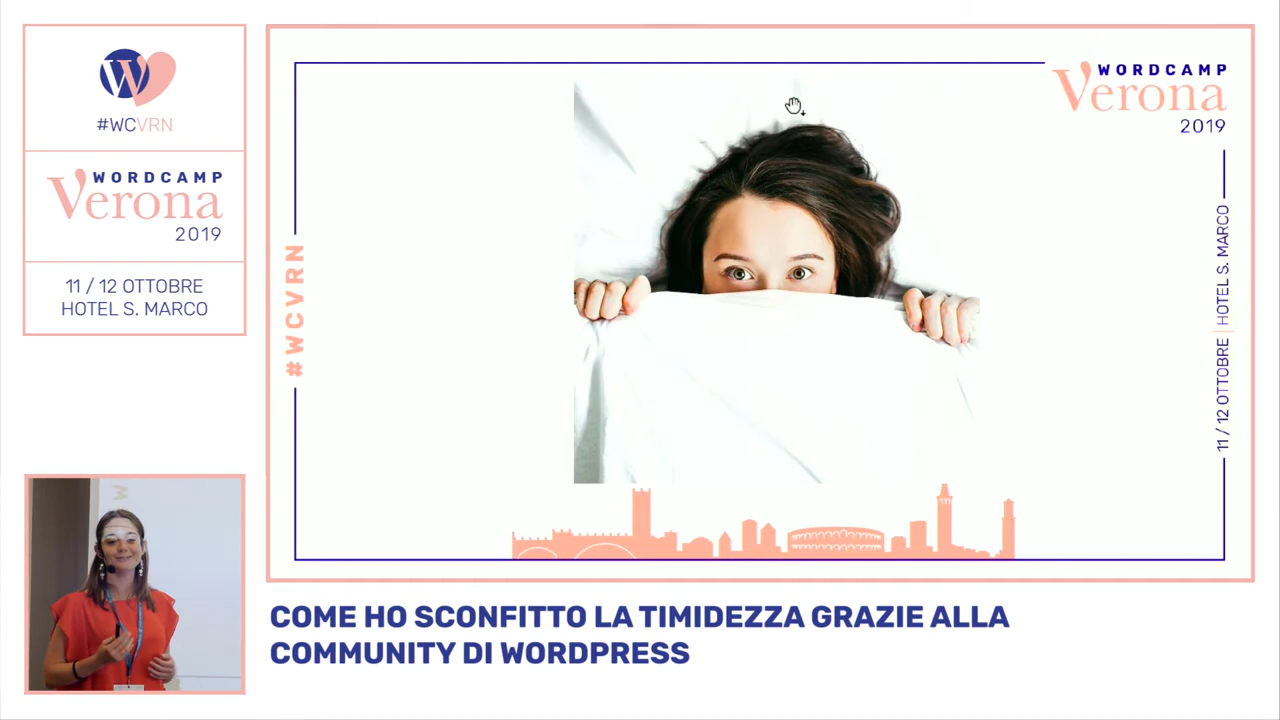 #WCVRN
WORDCAMP
Verona
2019
11 / 12 OTTOBRE
HOTEL S. MARCO
#WCVRN
WORDCAMP
Verona
2019
11 / 12 OTTOBRE | HOTEL S. MARCO
COME HO SCONFITTO LA TIMIDEZZA GRAZIE ALLA
COMMUNITY DI WORDPRESS